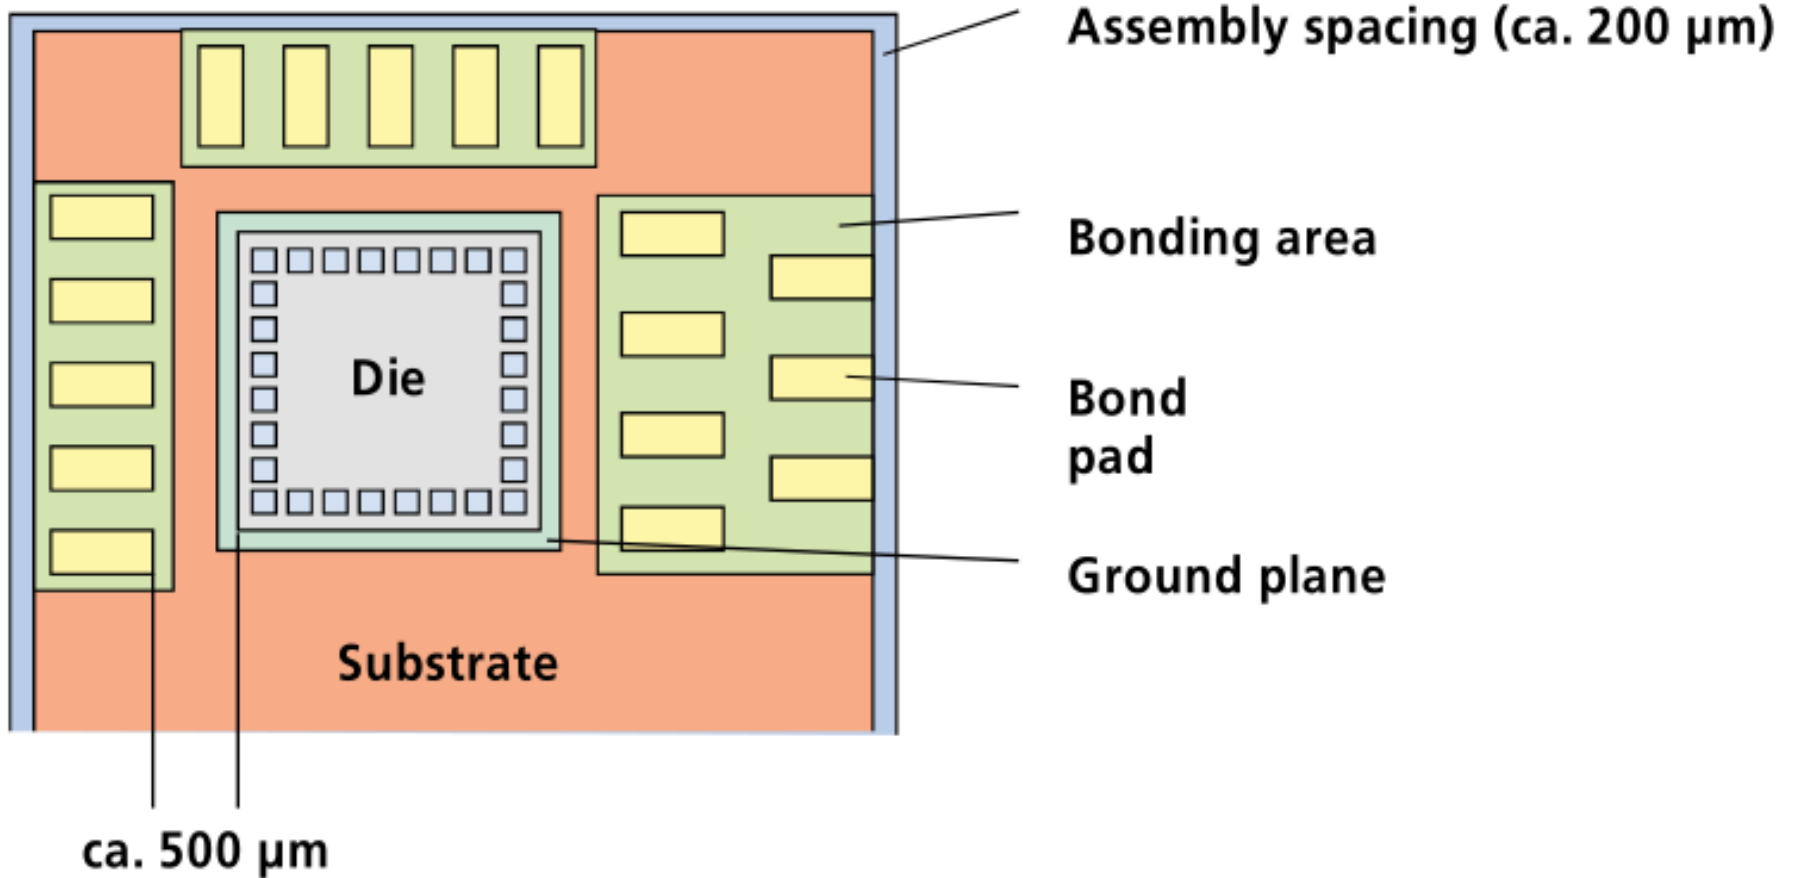 Assembly spacing (ca. 200 µm)
Bonding area
Die
Bond
pad
Ground plane
Substrate
ca. 500 µm